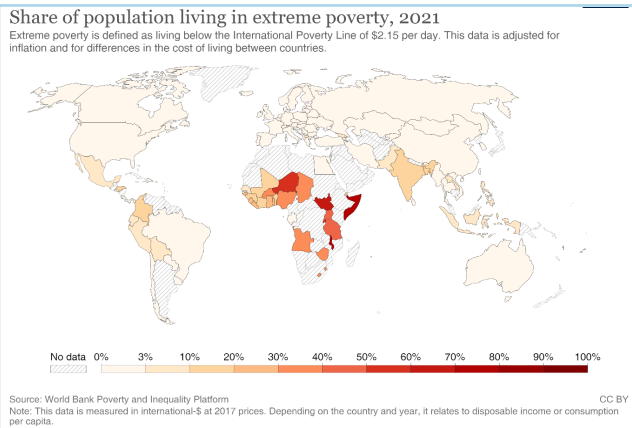 Share of population living in extreme poverty, 2021
Extreme poverty is defined as living below the International Poverty Line of $2.15 per day. This data is adjusted for
inflation and for differences in the cost of living between countries.
No data 0% 3% 10% 20% 30% 40% 50% 60% 70% 80% 90% 100%
Source: World Bank Poverty and Inequality Platform CC BY
Note: This data is measured in international-$ at 2017 prices. Depending on the country and year, it relates to disposable income or consumption
per capita.